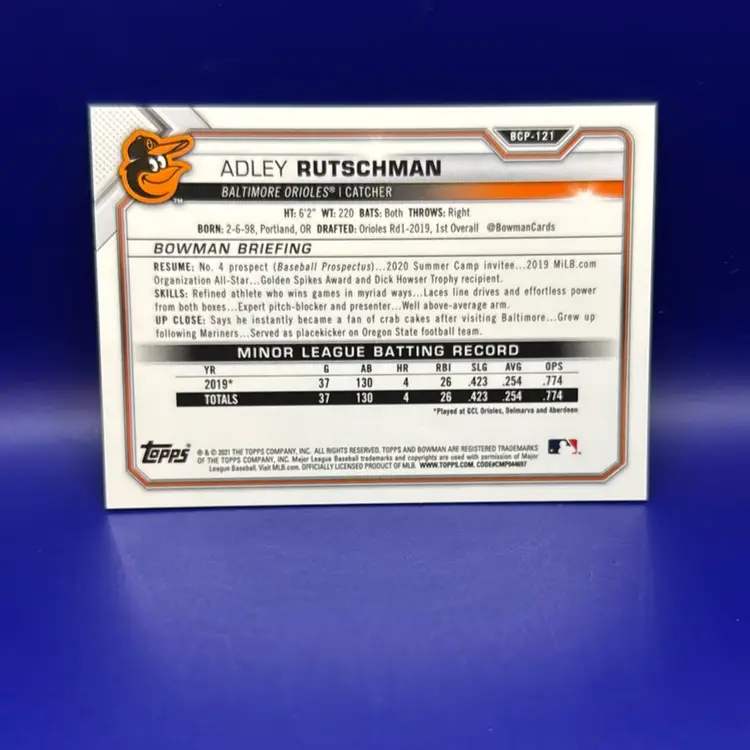 BCP-121
ADLEY RUTSCHMAN
BALTIMORE ORIOLES® | CATCHER
TM
HT: 6'2" WT: 220 BATS: Both THROWS: Right
BORN: 2-6-98, Portland, OR DRAFTED: Orioles Rd1-2019, 1st Overall @BowmanCards
BOWMAN BRIEFING
RESUME: No. 4 prospect (Baseball Prospectus)...2020 Summer Camp invitee...2019 MiLB.com
Organization All-Star...Golden Spikes Award and Dick Howser Trophy recipient.
SKILLS: Refined athlete who wins games in myriad ways...Laces line drives and effortless power
from both boxes...Expert pitch-blocker and presenter...Well above-average arm.
UP CLOSE: Says he instantly became a fan of crab cakes after visiting Baltimore...Grew up
following Mariners...Served as placekicker on Oregon State football team.
MINOR LEAGUE BATTING RECORD
YR G AB HR RBI SLG AVG OPS
2019* 37 130 4 26 .423 .254 .774
TOTALS 37 130 4 26 .423 .254 .774
*Played at GCL Orioles, Delmarva and Aberdeen
Topps®
® & © 2021 THE TOPPS COMPANY, INC. ALL RIGHTS RESERVED. TOPPS AND BOWMAN ARE REGISTERED TRADEMARKS
OF THE TOPPS COMPANY, INC. Major League Baseball trademarks and copyrights are used with permission of Major
League Baseball. Visit MLB.com. OFFICIALLY LICENSED PRODUCT OF MLB. WWW.TOPPS.COM. CODE#CMP044697